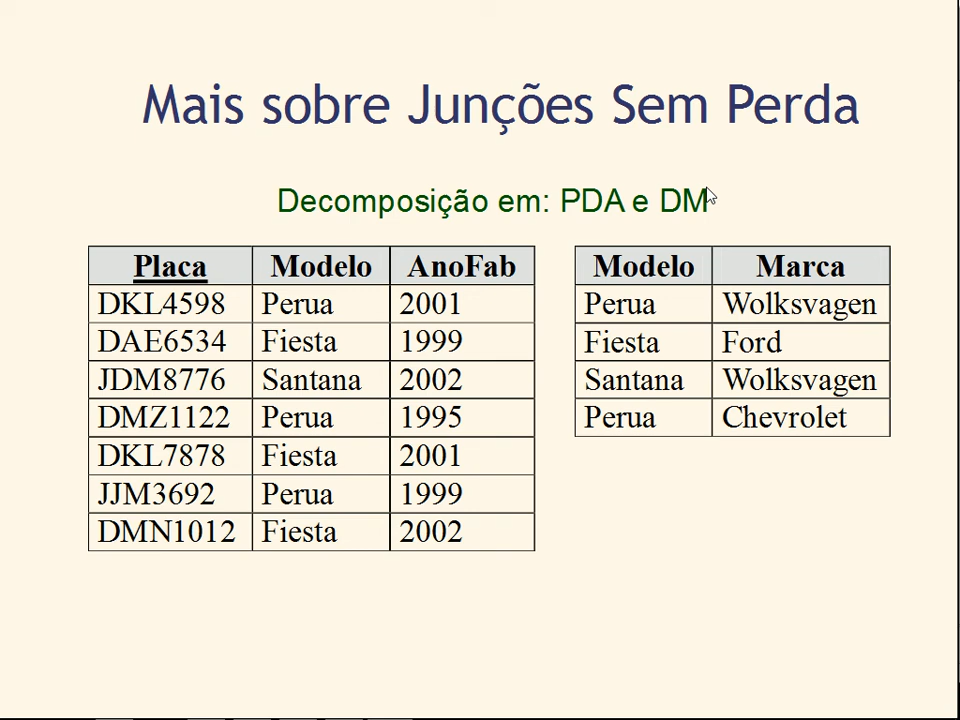 Mais sobre Junções Sem Perda
Decomposição em: PDA e DM
Placa Modelo AnoFab
DKL4598 Perua 2001
DAE6534 Fiesta 1999
JDM8776 Santana 2002
DMZ1122 Perua 1995
DKL7878 Fiesta 2001
JJM3692 Perua 1999
DMN1012 Fiesta 2002
Modelo Marca
Perua Wolksvagen
Fiesta Ford
Santana Wolksvagen
Perua Chevrolet